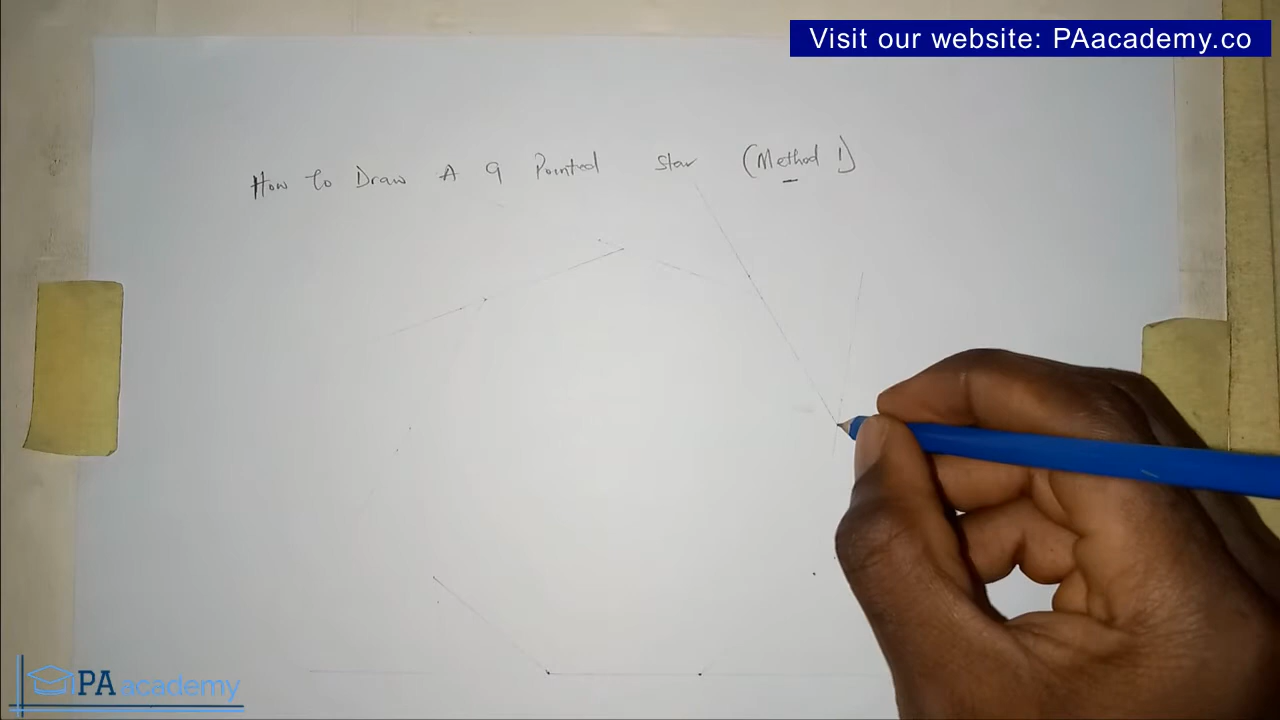 Visit our website: PAacademy.co
How To Draw A 9 Pointed Star (Method 1)
PA academy